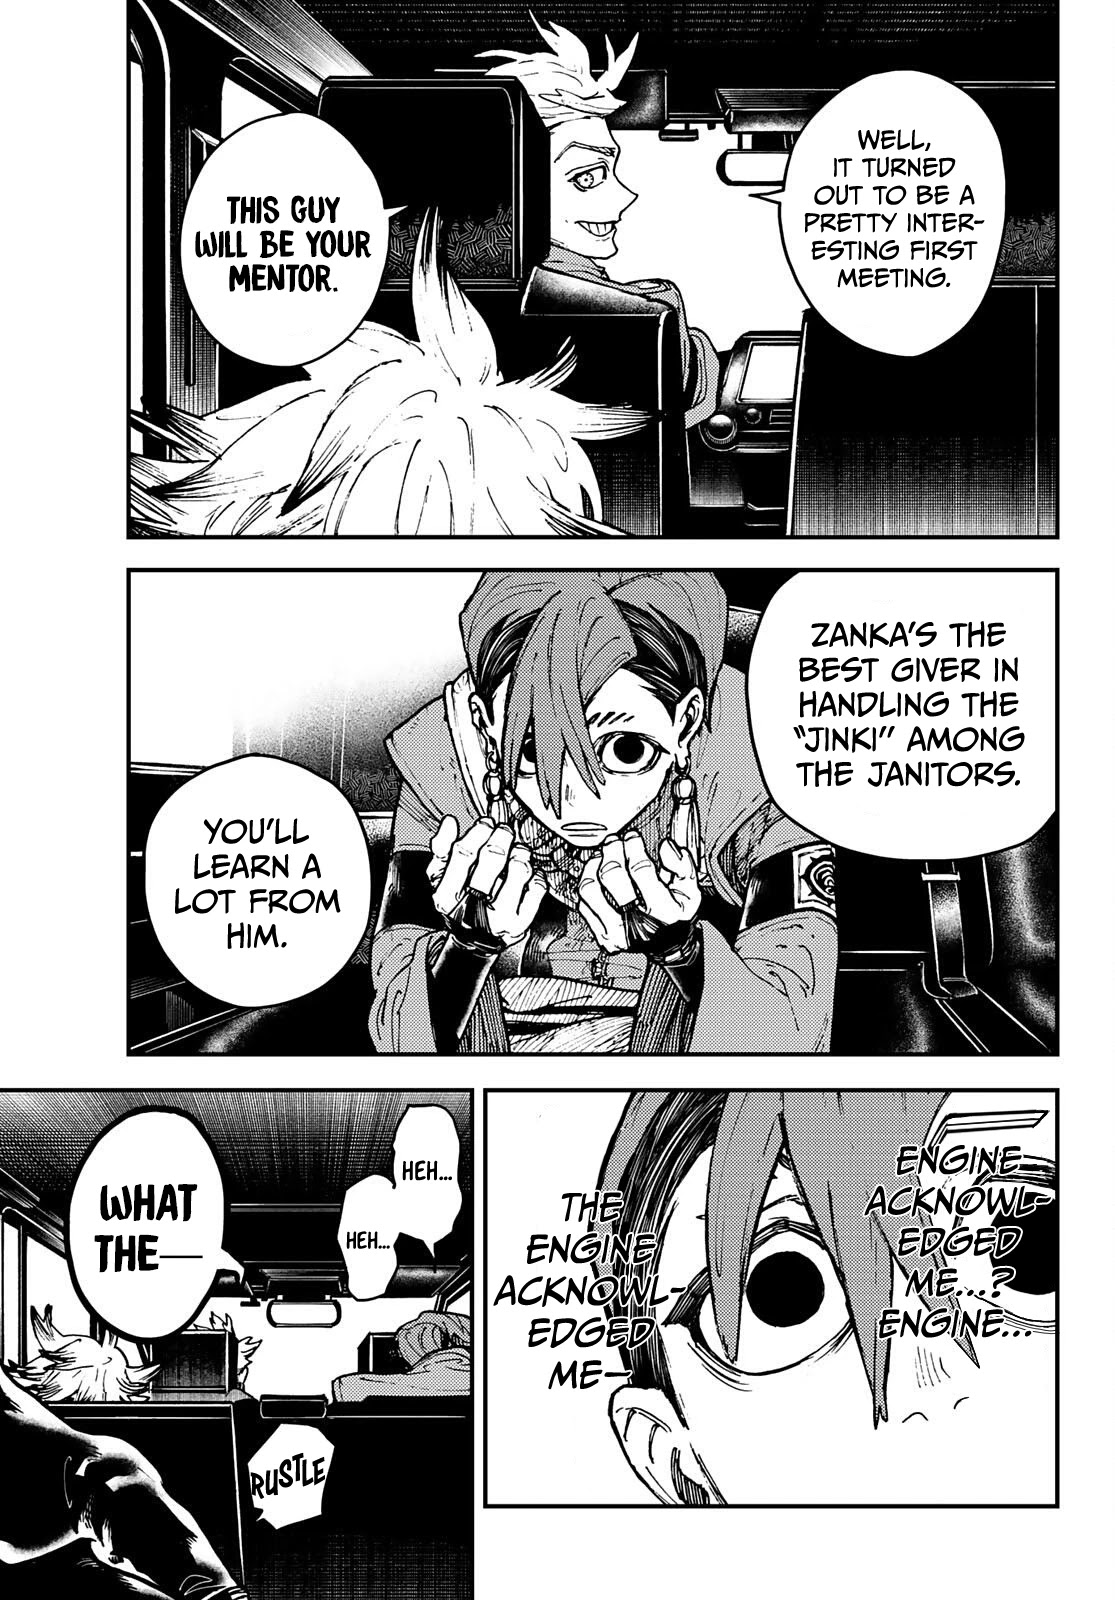 WELL,
IT TURNED
OUT TO BE A
PRETTY INTER-
ESTING FIRST
MEETING.
THIS GUY
WILL BE YOUR
MENTOR.
ZANKA'S THE
BEST GIVER IN
HANDLING THE
"JINKI" AMONG
THE JANITORS.
YOU'LL
LEARN A
LOT FROM
HIM.
ENGINE
ACKNOWL-
EDGED
ME...?
ENGINE...
THE
ENGINE
ACKNOWL-
EDGED
ME—
HEH...
HEH...
WHAT
THE—
RUSTLE